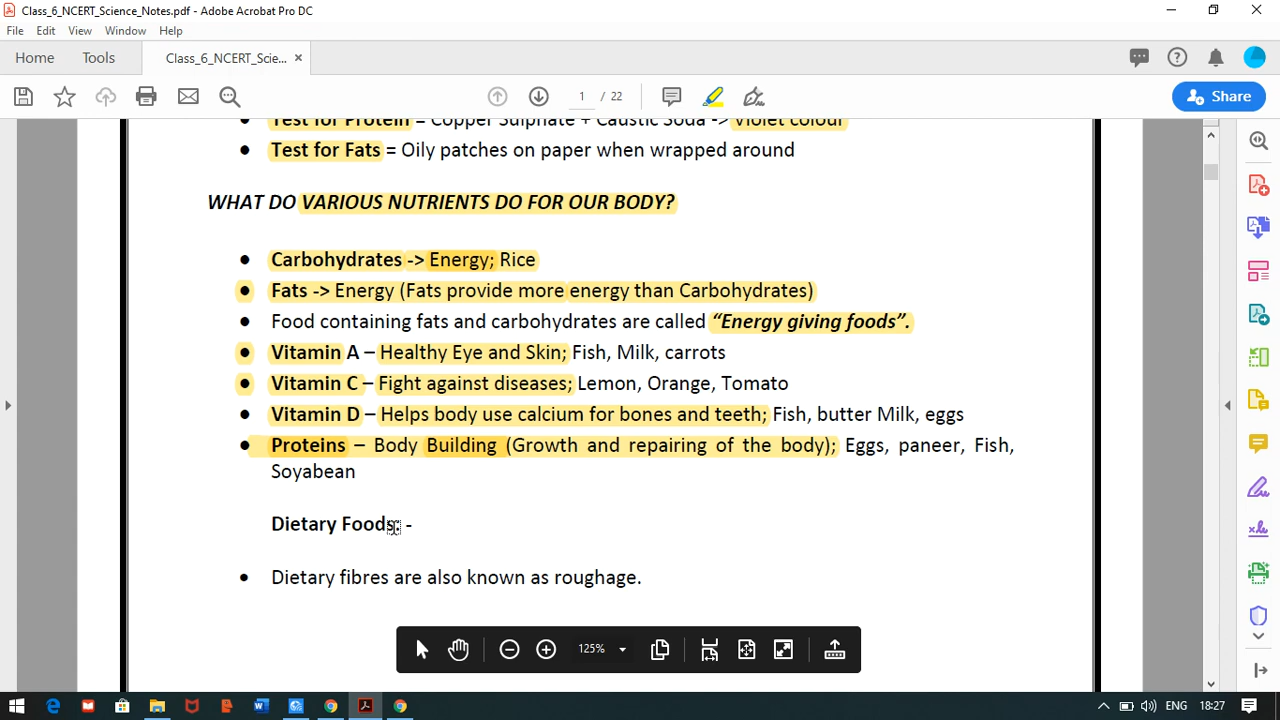 Class_6_NCERT_Science_Notes.pdf - Adobe Acrobat Pro DC
File Edit View Window Help
Home Tools Class_6_NCERT_Scie... ×
1 / 22 Share
• Test for Protein = Copper Sulphate + Caustic Soda -> Violet colour
• Test for Fats = Oily patches on paper when wrapped around
WHAT DO VARIOUS NUTRIENTS DO FOR OUR BODY?
• Carbohydrates -> Energy; Rice
• Fats -> Energy (Fats provide more energy than Carbohydrates)
• Food containing fats and carbohydrates are called “Energy giving foods”.
• Vitamin A – Healthy Eye and Skin; Fish, Milk, carrots
• Vitamin C – Fight against diseases; Lemon, Orange, Tomato
• Vitamin D – Helps body use calcium for bones and teeth; Fish, butter Milk, eggs
• Proteins – Body Building (Growth and repairing of the body); Eggs, paneer, Fish,
Soyabean
Dietary Foods: -
• Dietary fibres are also known as roughage.
125%
ENG 18:27